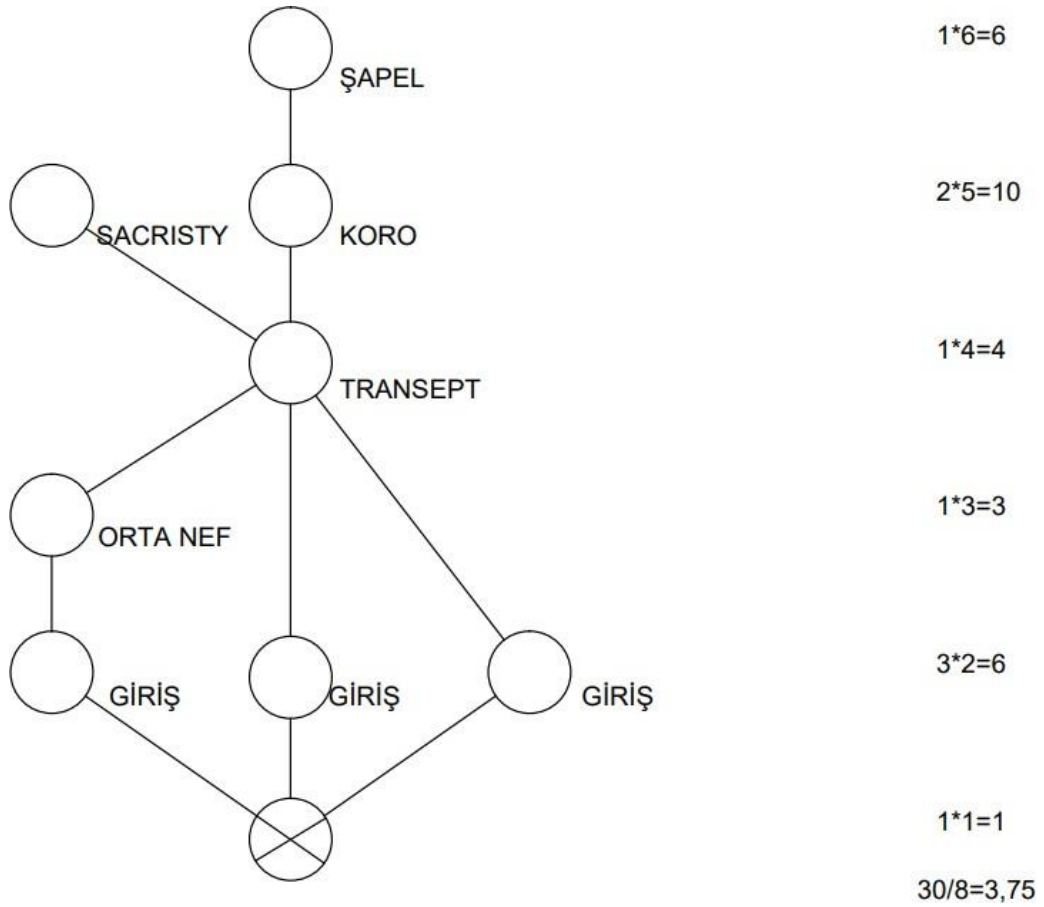 1*6=6
ŞAPEL
2*5=10
SACRISTY
KORO
1*4=4
TRANSEPT
1*3=3
ORTA NEF
3*2=6
GİRİŞ
GİRİŞ
GİRİŞ
1*1=1
30/8=3,75